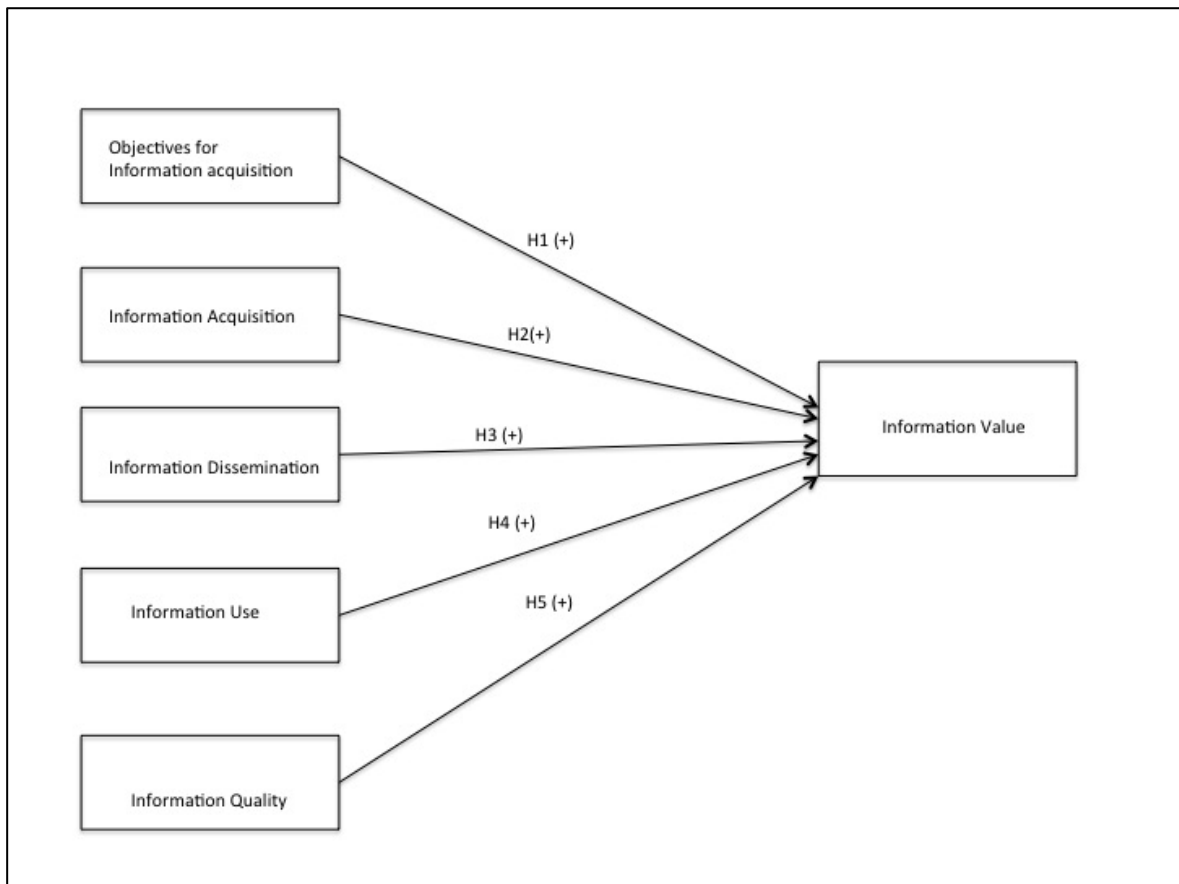 Objectives for
Information acquisition
H1 (+)
Information Acquisition
H2(+)
Information Value
H3 (+)
Information Dissemination
H4 (+)
Information Use
H5 (+)
Information Quality